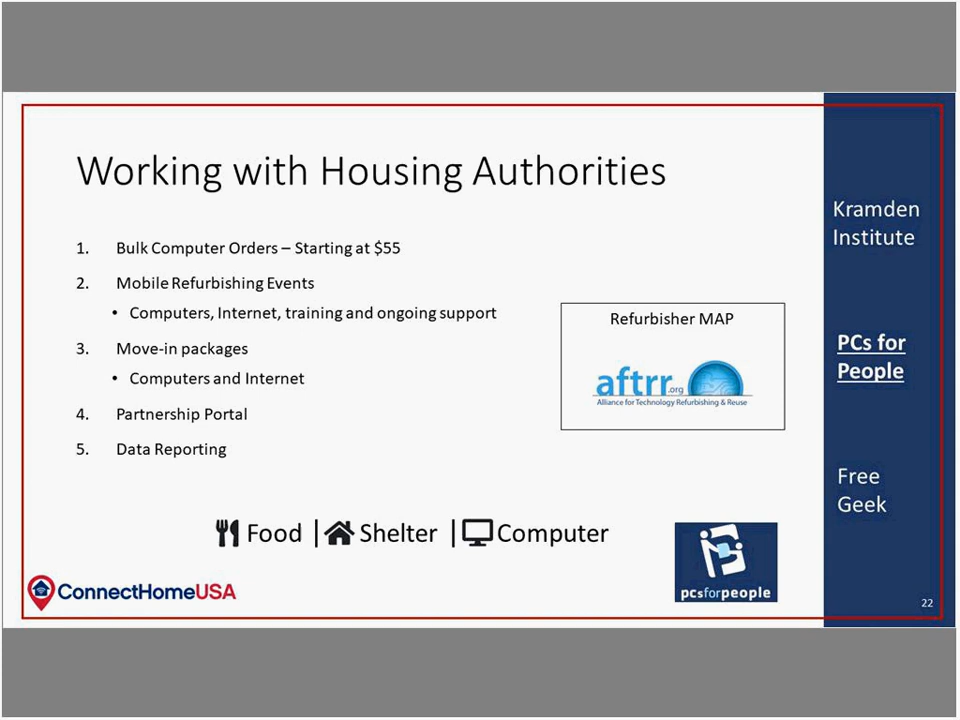 Working with Housing Authorities
1. Bulk Computer Orders – Starting at $55
2. Mobile Refurbishing Events
• Computers, Internet, training and ongoing support
3. Move-in packages
• Computers and Internet
4. Partnership Portal
5. Data Reporting
Refurbisher MAP
aftrr.org
Alliance for Technology Refurbishing & Reuse
Food | Shelter | Computer
ConnectHomeUSA
pcsforpeople
Kramden
Institute
PCs for
People
Free
Geek
22